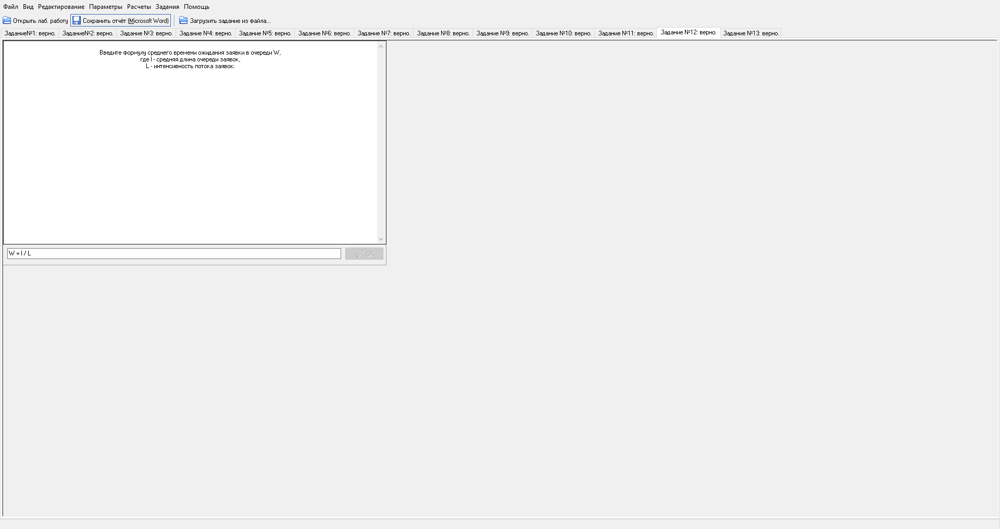 Файл Вид Редактирование Параметры Расчеты Задания Помощь
Открыть лаб. работу Сохранить отчёт (Microsoft Word) Загрузить задание из файла...
Задание№1: верно. Задание№2: верно. Задание №3: верно. Задание №4: верно. Задание №5: верно. Задание №6: верно. Задание №7: верно. Задание №8: верно. Задание №9: верно. Задание №10: верно. Задание №11: верно. Задание №12: верно. Задание №13: верно.
Введите формулу среднего времени ожидания заявки в очереди W,
где l - средняя длина очереди заявок,
L - интенсивность потока заявок:
W = l / L
OK